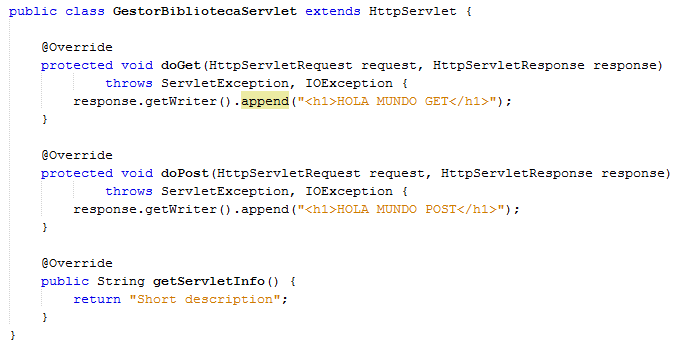 public class GestorBibliotecaServlet extends HttpServlet {
@Override
protected void doGet(HttpServletRequest request, HttpServletResponse response)
throws ServletException, IOException {
response.getWriter().append("<h1>HOLA MUNDO GET</h1>");
}
@Override
protected void doPost(HttpServletRequest request, HttpServletResponse response)
throws ServletException, IOException {
response.getWriter().append("<h1>HOLA MUNDO POST</h1>");
}
@Override
public String getServletInfo() {
return "Short description";
}
}